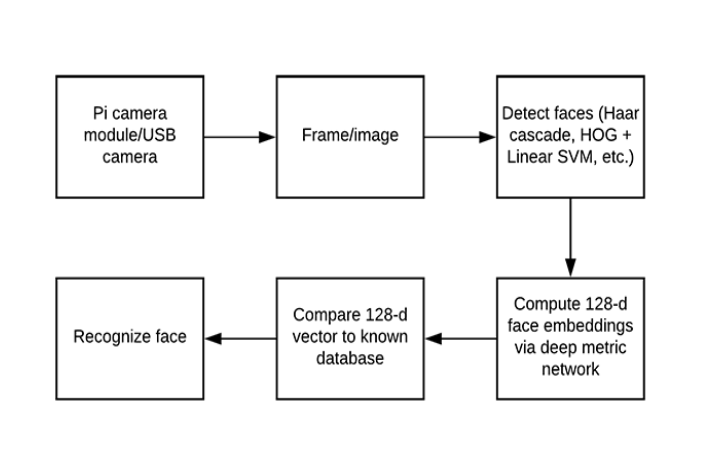 Pi camera
module/USB
camera
Frame/image
Detect faces (Haar
cascade, HOG +
Linear SVM, etc.)
Compute 128-d
face embeddings
via deep metric
network
Compare 128-d
vector to known
database
Recognize face